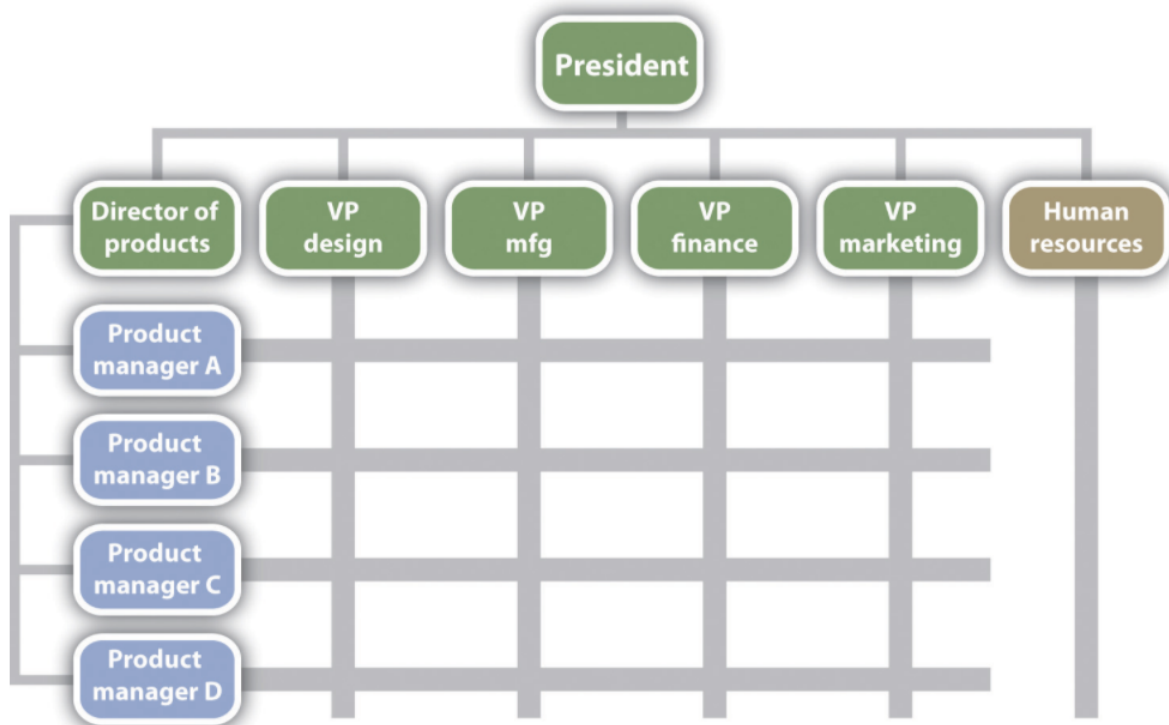 President
Director of
products
VP
design
VP
mfg
VP
finance
VP
marketing
Human
resources
Product
manager A
Product
manager B
Product
manager C
Product
manager D